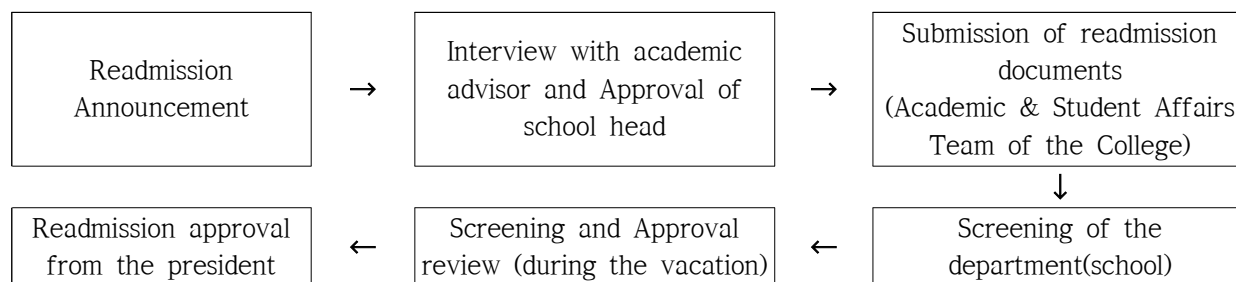 Readmission
Announcement
→
Interview with academic
advisor and Approval of
school head
→
Submission of readmission
documents
(Academic & Student Affairs
Team of the College)
↓
Screening of the
department(school)
←
Screening and Approval
review (during the vacation)
←
Readmission approval
from the president